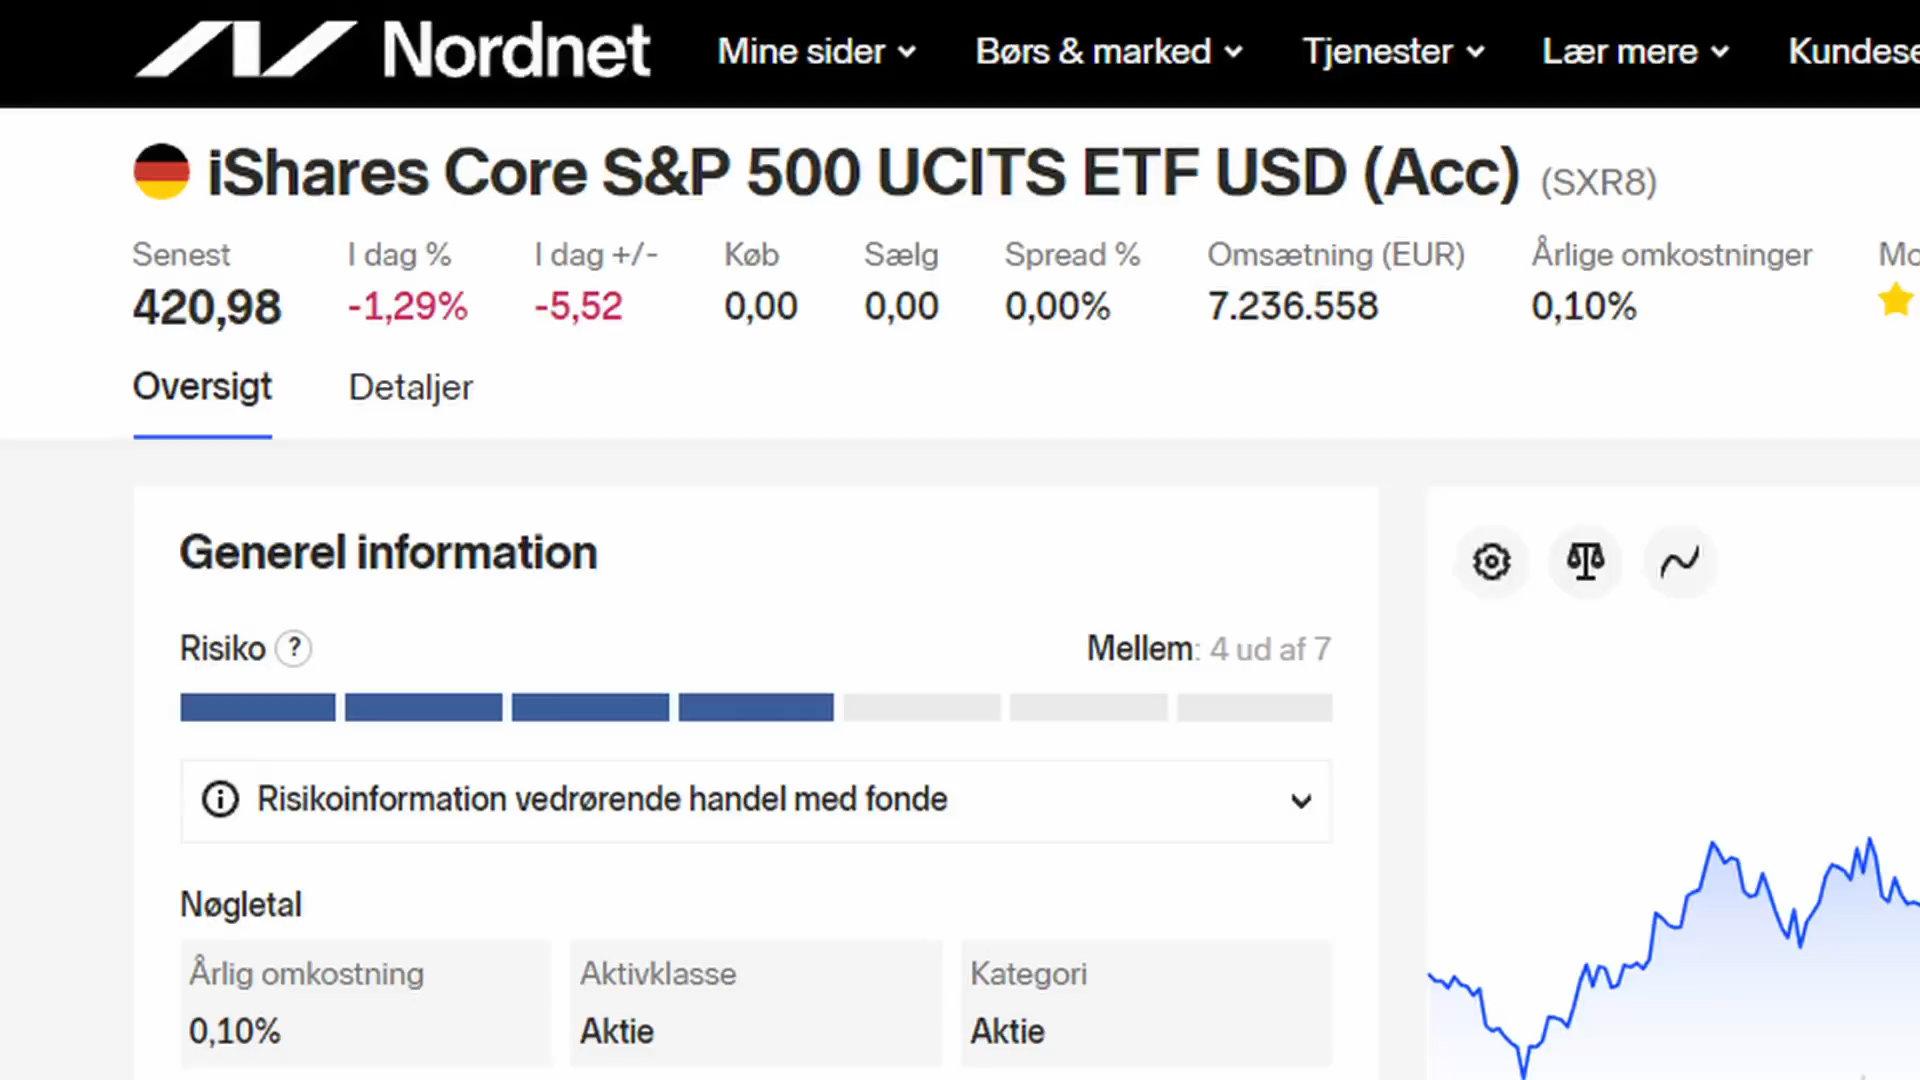 Nordnet Mine sider Børs & marked Tjenester Lær mere Kundese
iShares Core S&P 500 UCITS ETF USD (Acc) (SXR8)
Senest I dag % I dag +/- Køb Sælg Spread % Omsætning (EUR) Årlige omkostninger Mo
420,98 -1,29% -5,52 0,00 0,00 0,00% 7.236.558 0,10%
Oversigt Detaljer
Generel information
Risiko ? Mellem: 4 ud af 7
Risikoinformation vedrørende handel med fonde
Nøgletal
Årlig omkostning Aktivklasse Kategori
0,10% Aktie Aktie